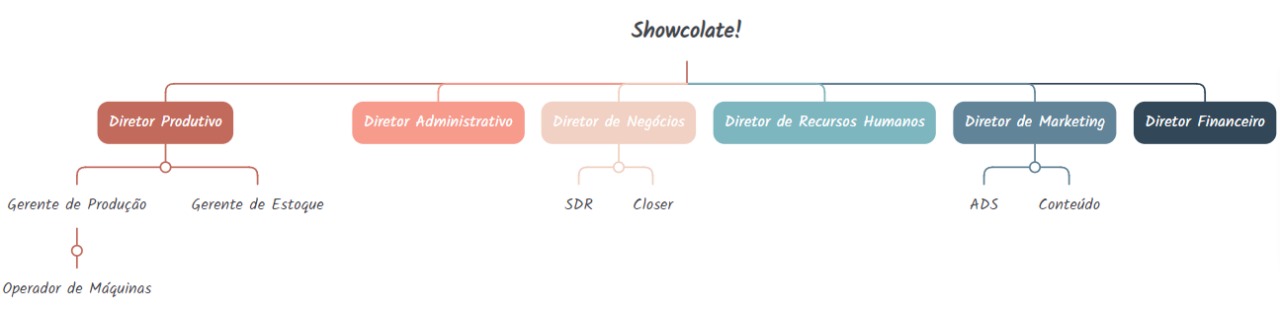 Showcolate!
Diretor Produtivo
Diretor Administrativo
Diretor de Negócios
Diretor de Recursos Humanos
Diretor de Marketing
Diretor Financeiro
Gerente de Produção
Gerente de Estoque
SDR
Closer
ADS
Conteúdo
Operador de Máquinas